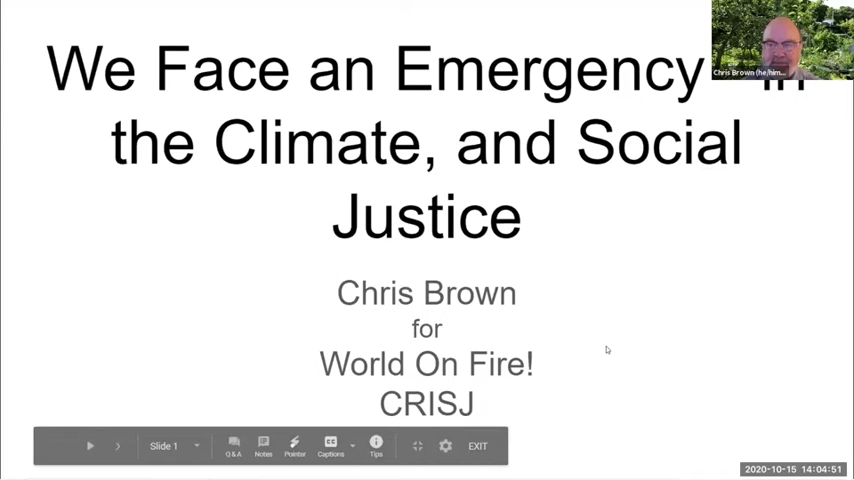 We Face an Emergency - in
the Climate, and Social
Justice
Chris Brown (he/him...
Chris Brown
for
World On Fire!
CRISJ
Slide 1
Q & A
Notes
Pointer
Captions
Tips
EXIT
2020-10-15 14:04:51